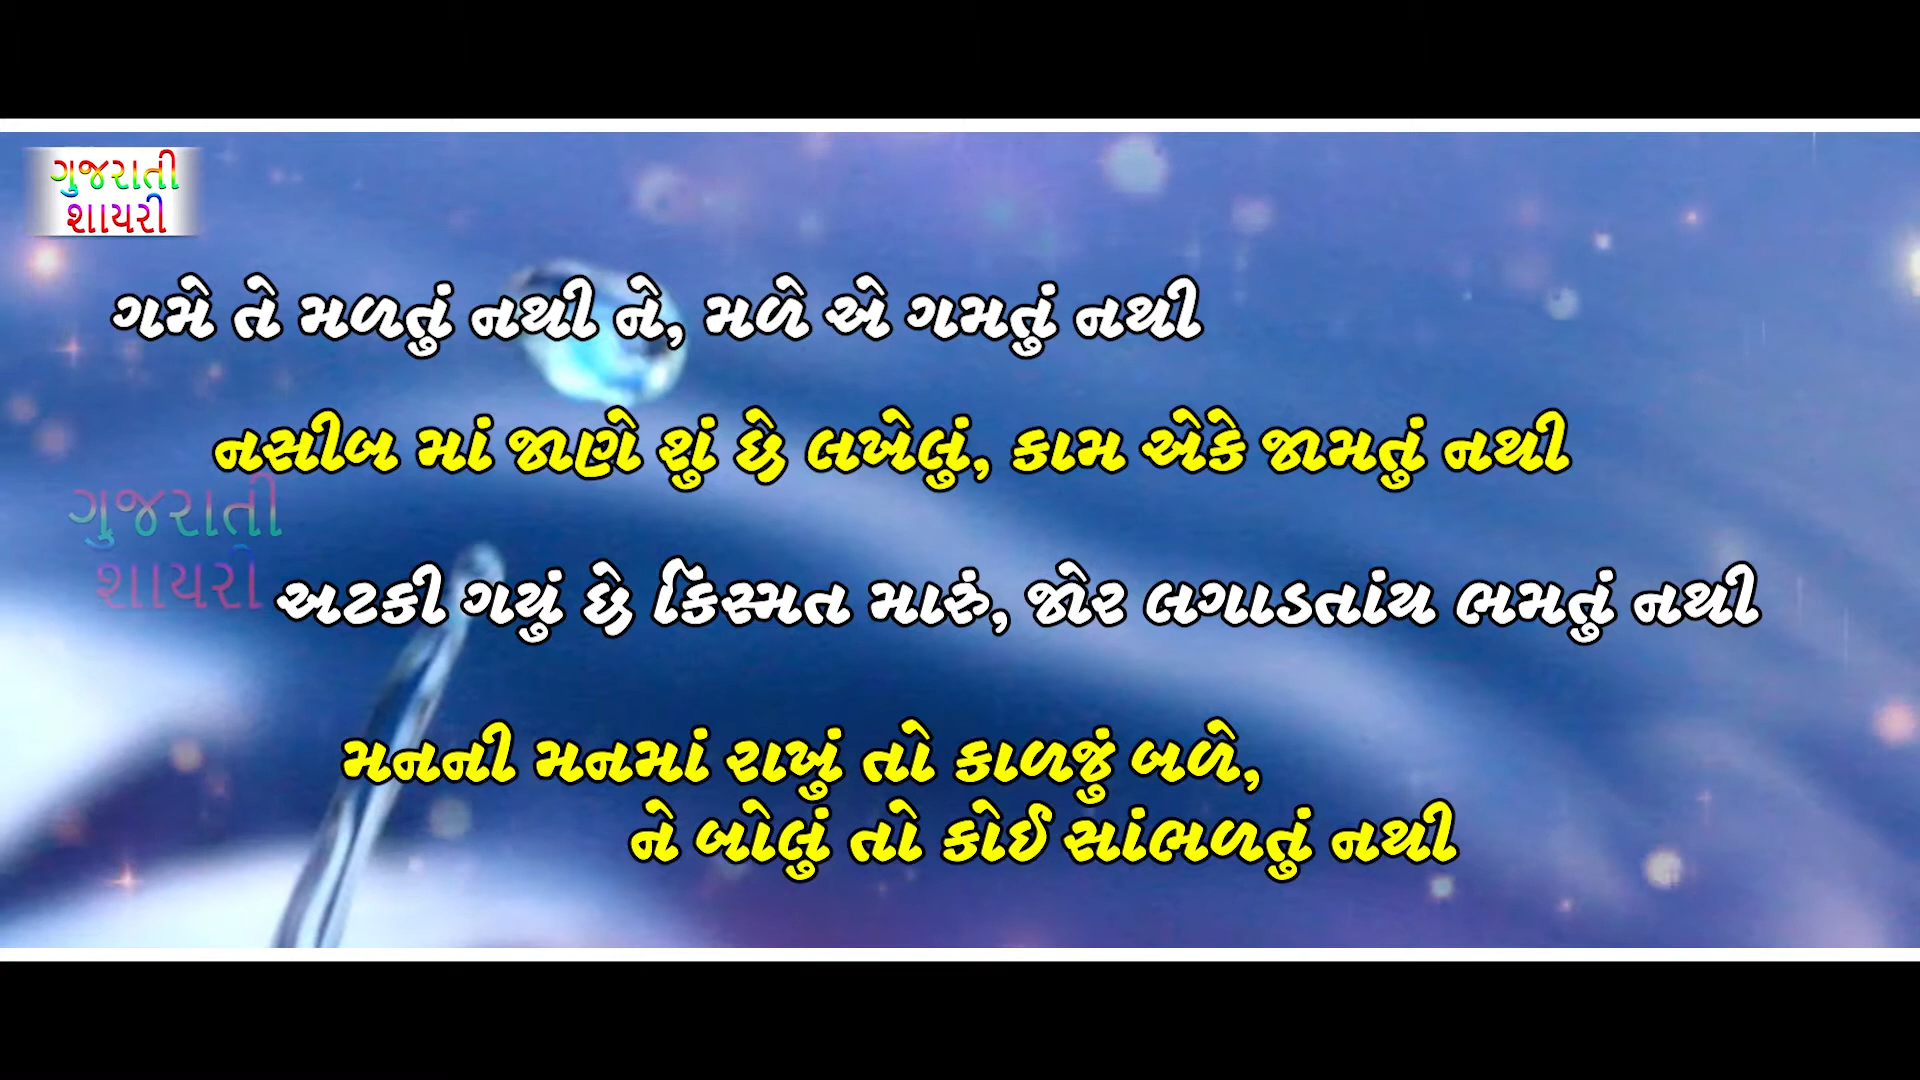 ગુજરાતી
શાયરી
ગમે તે મળતું નથી ને, મળે એ ગમતું નથી
નસીબ માં જાણે શું છે લખેલું, કામ એકે જામતું નથી
ગુજરાતી
શાયરી
અટકી ગયું છે કિસ્મત મારું, જોર લગાડતાંય ભમતું નથી
મનની મનમાં રાખું તો કાળજું બળે,
ને બોલું તો કોઈ સાંભળતું નથી